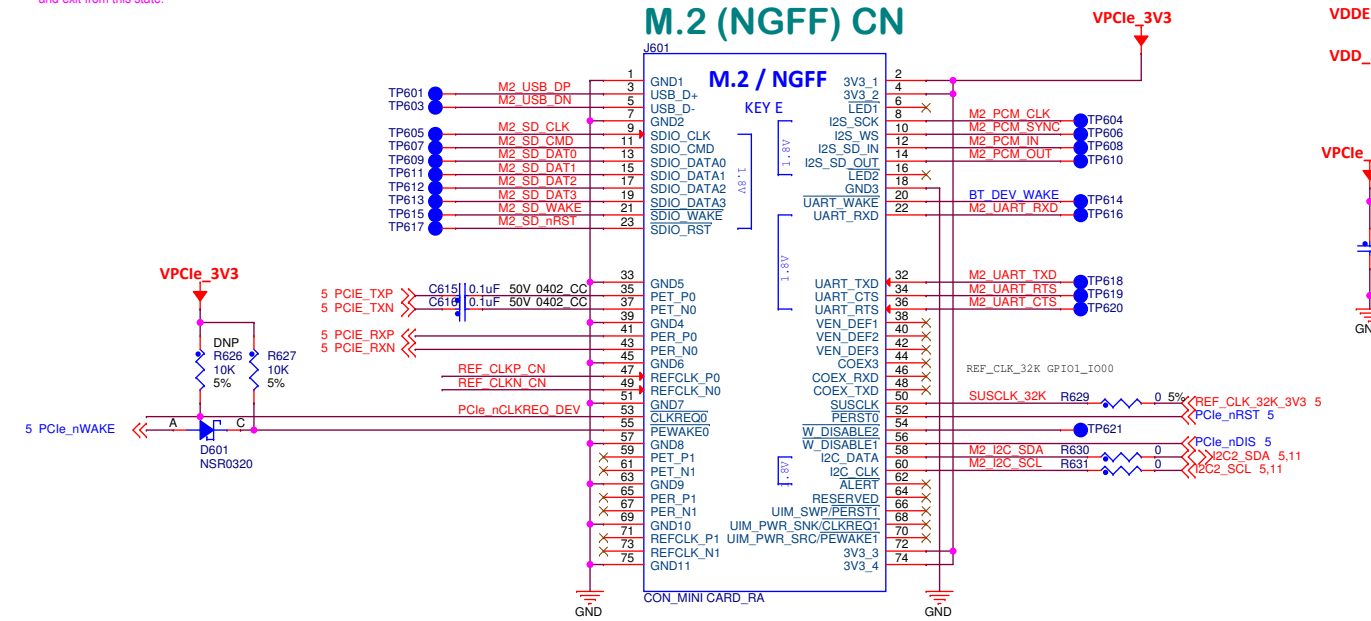 and exit from this state.
M.2 (NGFF) CN
VPCIe_3V3
VDDE
VDD_
J601
M.2 / NGFF
KEY E
TP601 M2_USB_DP 1 GND1 3V3_1 2
TP603 M2_USB_DN 3 USB_D+ 3V3_2 4
5 USB_D- LED1 6
7 GND2 I2S_SCK 8 M2_PCM_CLK TP604
TP605 M2_SD_CLK 9 SDIO_CLK I2S_WS 10 M2_PCM_SYNC TP606
TP607 M2_SD_CMD 11 SDIO_CMD I2S_SD_IN 12 M2_PCM_IN TP608
TP609 M2_SD_DAT0 13 SDIO_DATA0 I2S_SD_OUT 14 M2_PCM_OUT TP610
TP611 M2_SD_DAT1 15 SDIO_DATA1 LED2 16
TP612 M2_SD_DAT2 17 SDIO_DATA2 GND3 18
TP613 M2_SD_DAT3 19 SDIO_DATA3 UART_WAKE 20 BT_DEV_WAKE TP614
TP615 M2_SD_WAKE 21 SDIO_WAKE UART_RXD 22 M2_UART_RXD TP616
TP617 M2_SD_nRST 23 SDIO_RST
1.8V
1.8V
1.8V
1.8V
VPCIe_
VPCIe_3V3
33 GND5 UART_TXD 32 M2_UART_TXD TP618
5 PCIE_TXP C615 0.1uF 50V 0402_CC 35 PET_P0 UART_CTS 34 M2_UART_RTS TP619
5 PCIE_TXN C616 0.1uF 50V 0402_CC 37 PET_N0 UART_RTS 36 M2_UART_CTS TP620
39 GND4 VEN_DEF1 38
5 PCIE_RXP 41 PER_P0 VEN_DEF2 40
5 PCIE_RXN 43 PER_N0 VEN_DEF3 42
45 GND6 COEX3 44
REF_CLKP_CN 47 REFCLK_P0 COEX_RXD 46
REF_CLKN_CN 49 REFCLK_N0 COEX_TXD 48
REF_CLK_32K GPIO1_IO00
51 GND7 SUSCLK 50 SUSCLK_32K R629 0 5% REF_CLK_32K_3V3 5
PCIe_nCLKREQ_DEV 53 CLKREQ0 PERST0 52 PCIe_nRST 5
55 PEWAKE0 W_DISABLE2 54 TP621
57 GND8 W_DISABLE1 56 PCIe_nDIS 5
59 PET_P1 I2C_DATA 58 M2_I2C_SDA R630 0 I2C2_SDA 5,11
61 PET_N1 I2C_CLK 60 M2_I2C_SCL R631 0 I2C2_SCL 5,11
63 GND9 ALERT 62
65 PER_P1 RESERVED 64
67 PER_N1 UIM_SWP/PERST1 66
69 GND10 UIM_PWR_SNK/CLKREQ1 68
71 REFCLK_P1 UIM_PWR_SRC/PEWAKE1 70
73 REFCLK_N1 3V3_3 72
75 GND11 3V3_4 74
DNP
R626
10K
5%
R627
10K
5%
5 PCIe_nWAKE A C
D601
NSR0320
CON_MINI CARD_RA
GND
GND